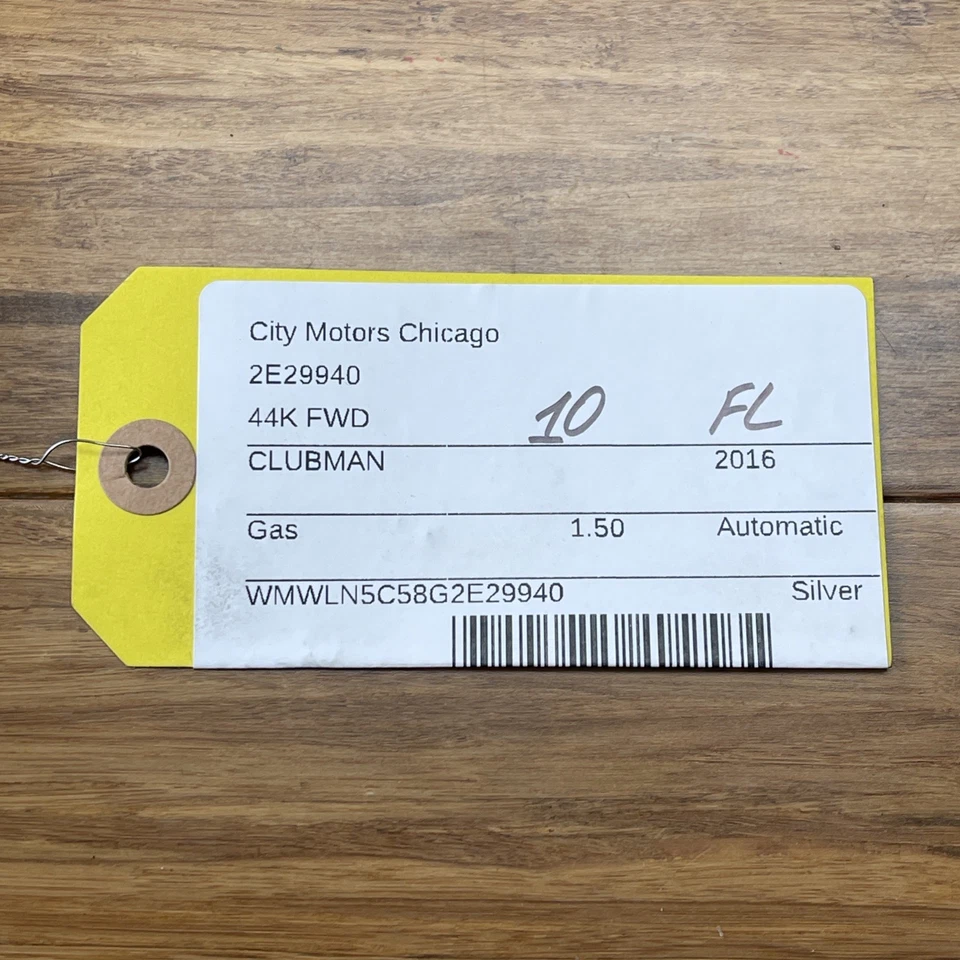 City Motors Chicago
2E29940
44K FWD 10 FL
CLUBMAN 2016
Gas 1.50 Automatic
WMWLN5C58G2E29940 Silver